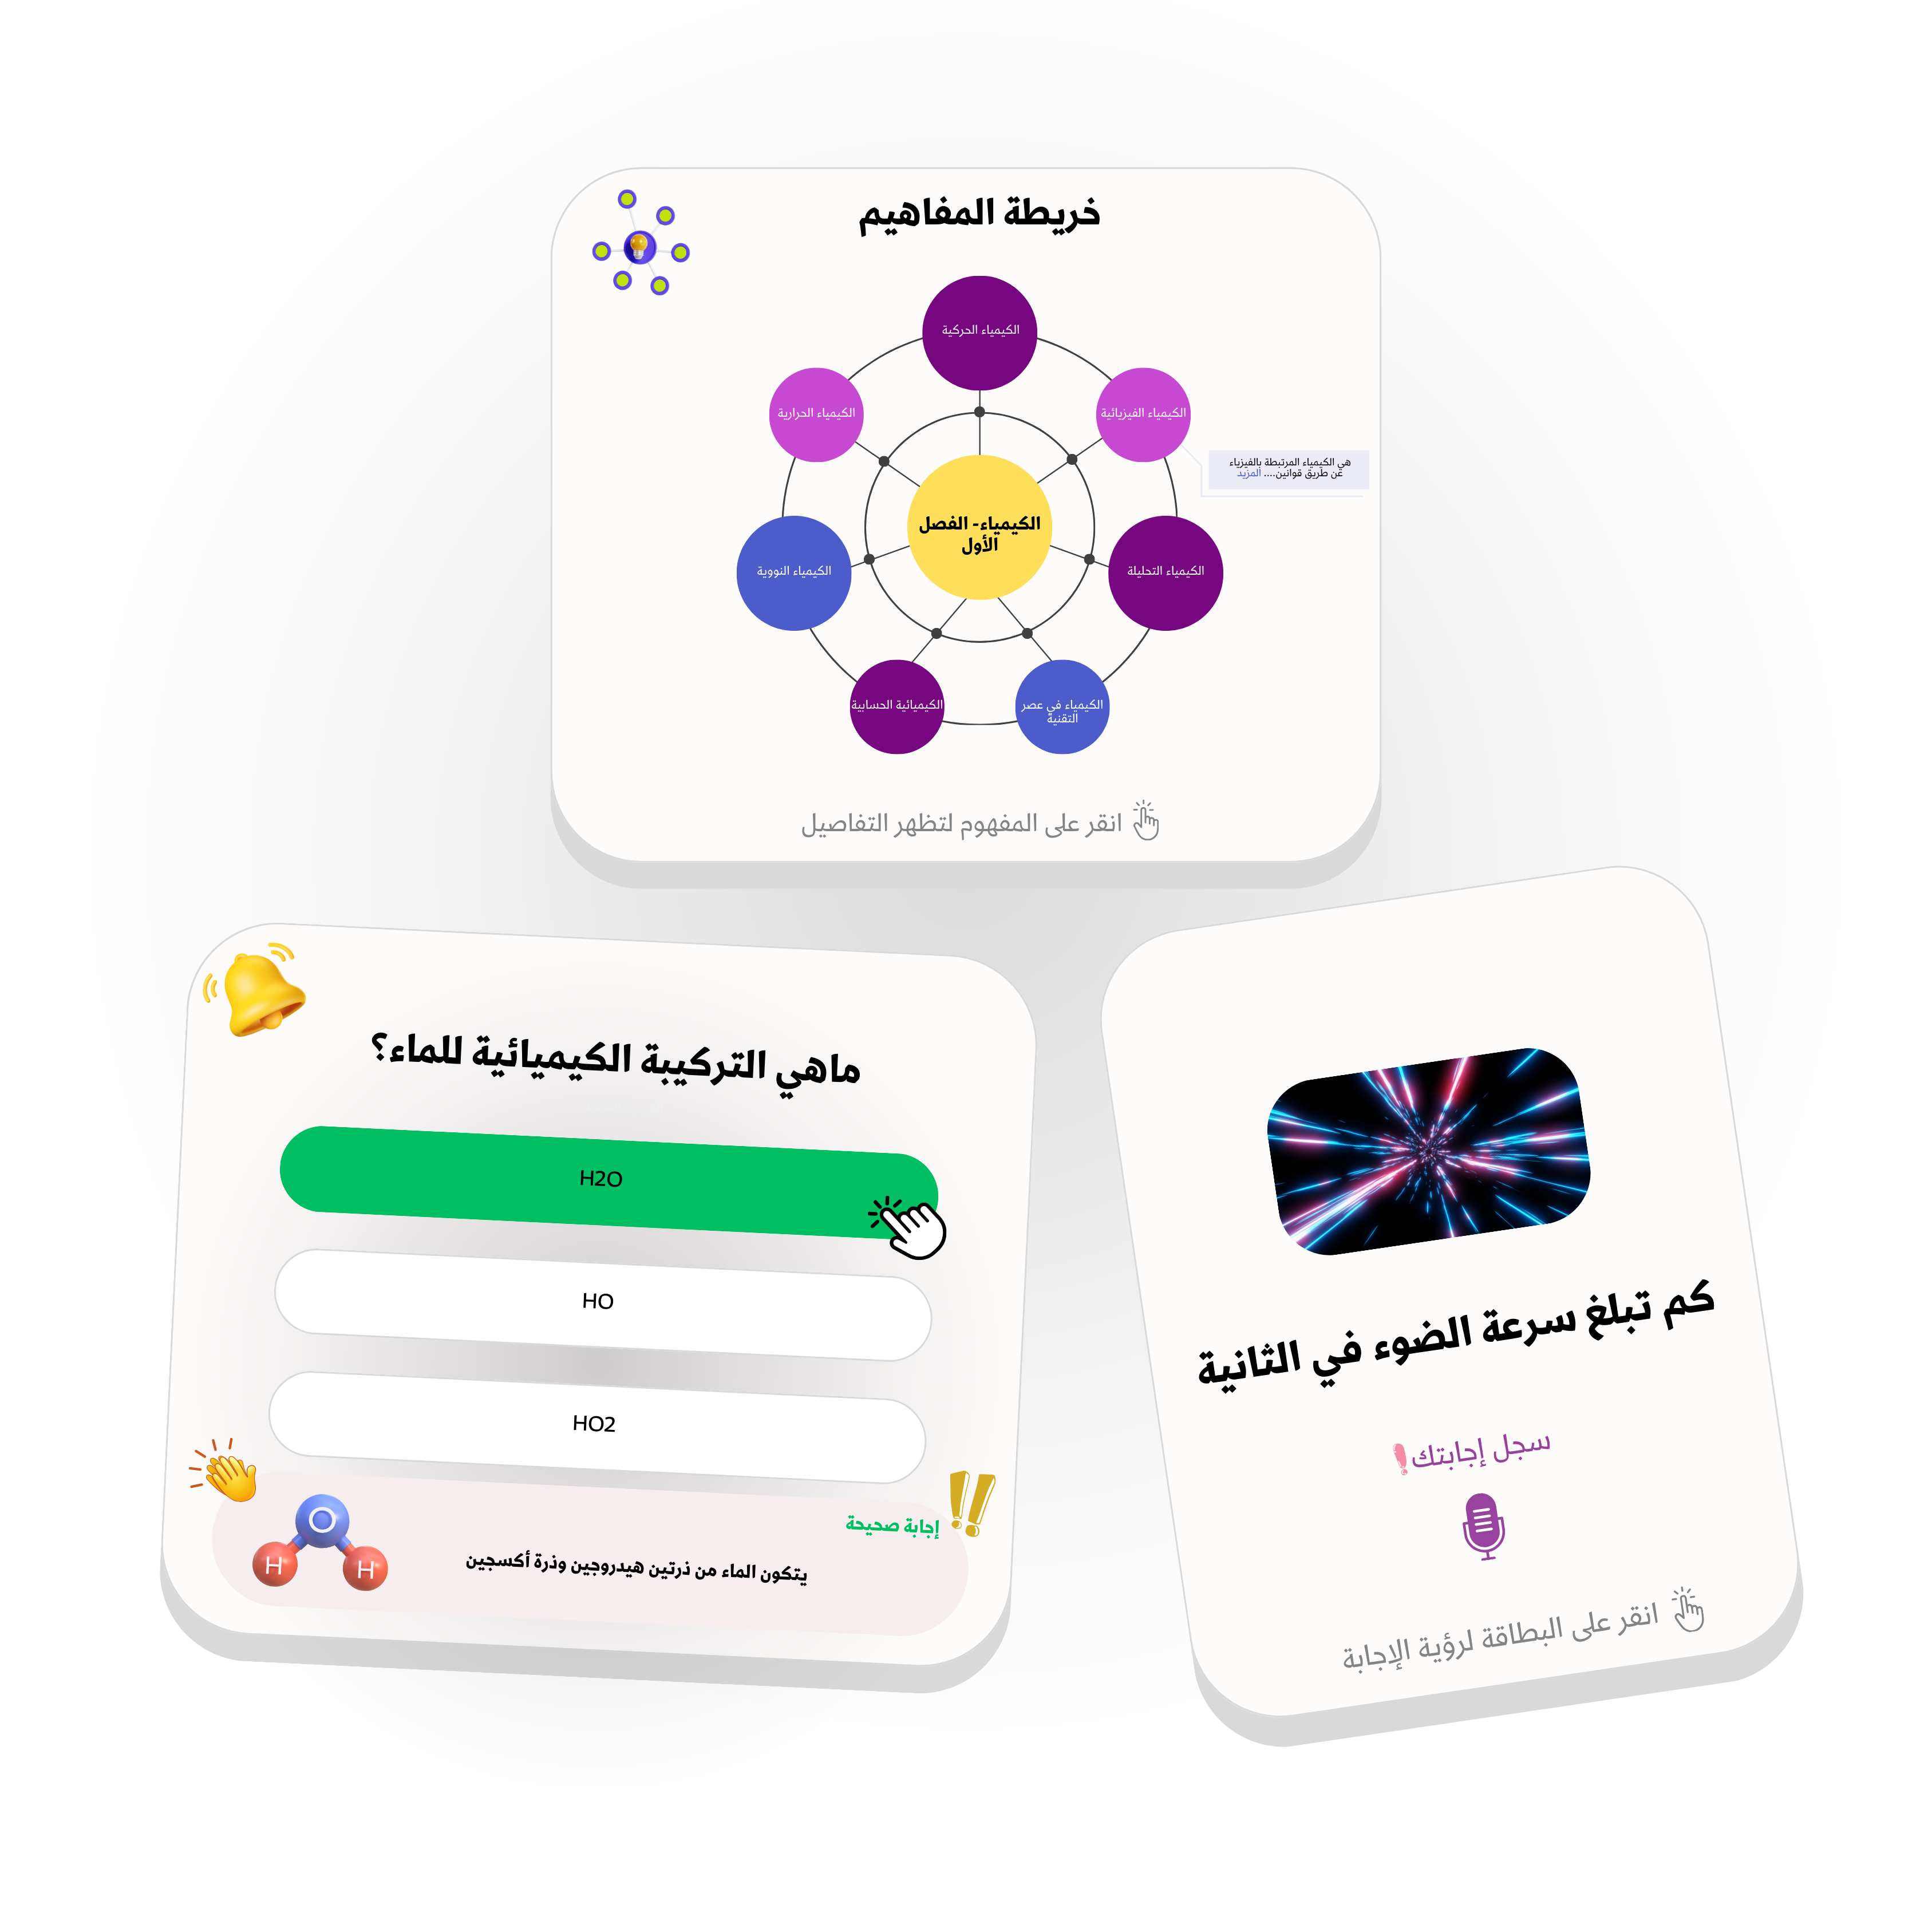 خريطة المفاهيم
الكيمياء الحركية
الكيمياء الفيزيائية
الكيمياء الحرارية
هي الكيمياء المرتبطة بالفيزياء
عن طريق قوانين.... المزيد
الكيمياء- الفصل
الأول
الكيمياء التحليلة
الكيمياء النووية
الكيمياء في عصر
التقنية
الكيميائية الحسابية
انقر على المفهوم لتظهر التفاصيل
كم تبلغ سرعة الضوء في الثانية
سجل إجابتك!
انقر على البطاقة لرؤية الإجابة
ماهي التركيبة الكيميائية للماء؟
H2O
HO
HO2
إجابة صحيحة
يتكون الماء من ذرتين هيدروجين وذرة أكسجين
O
H H